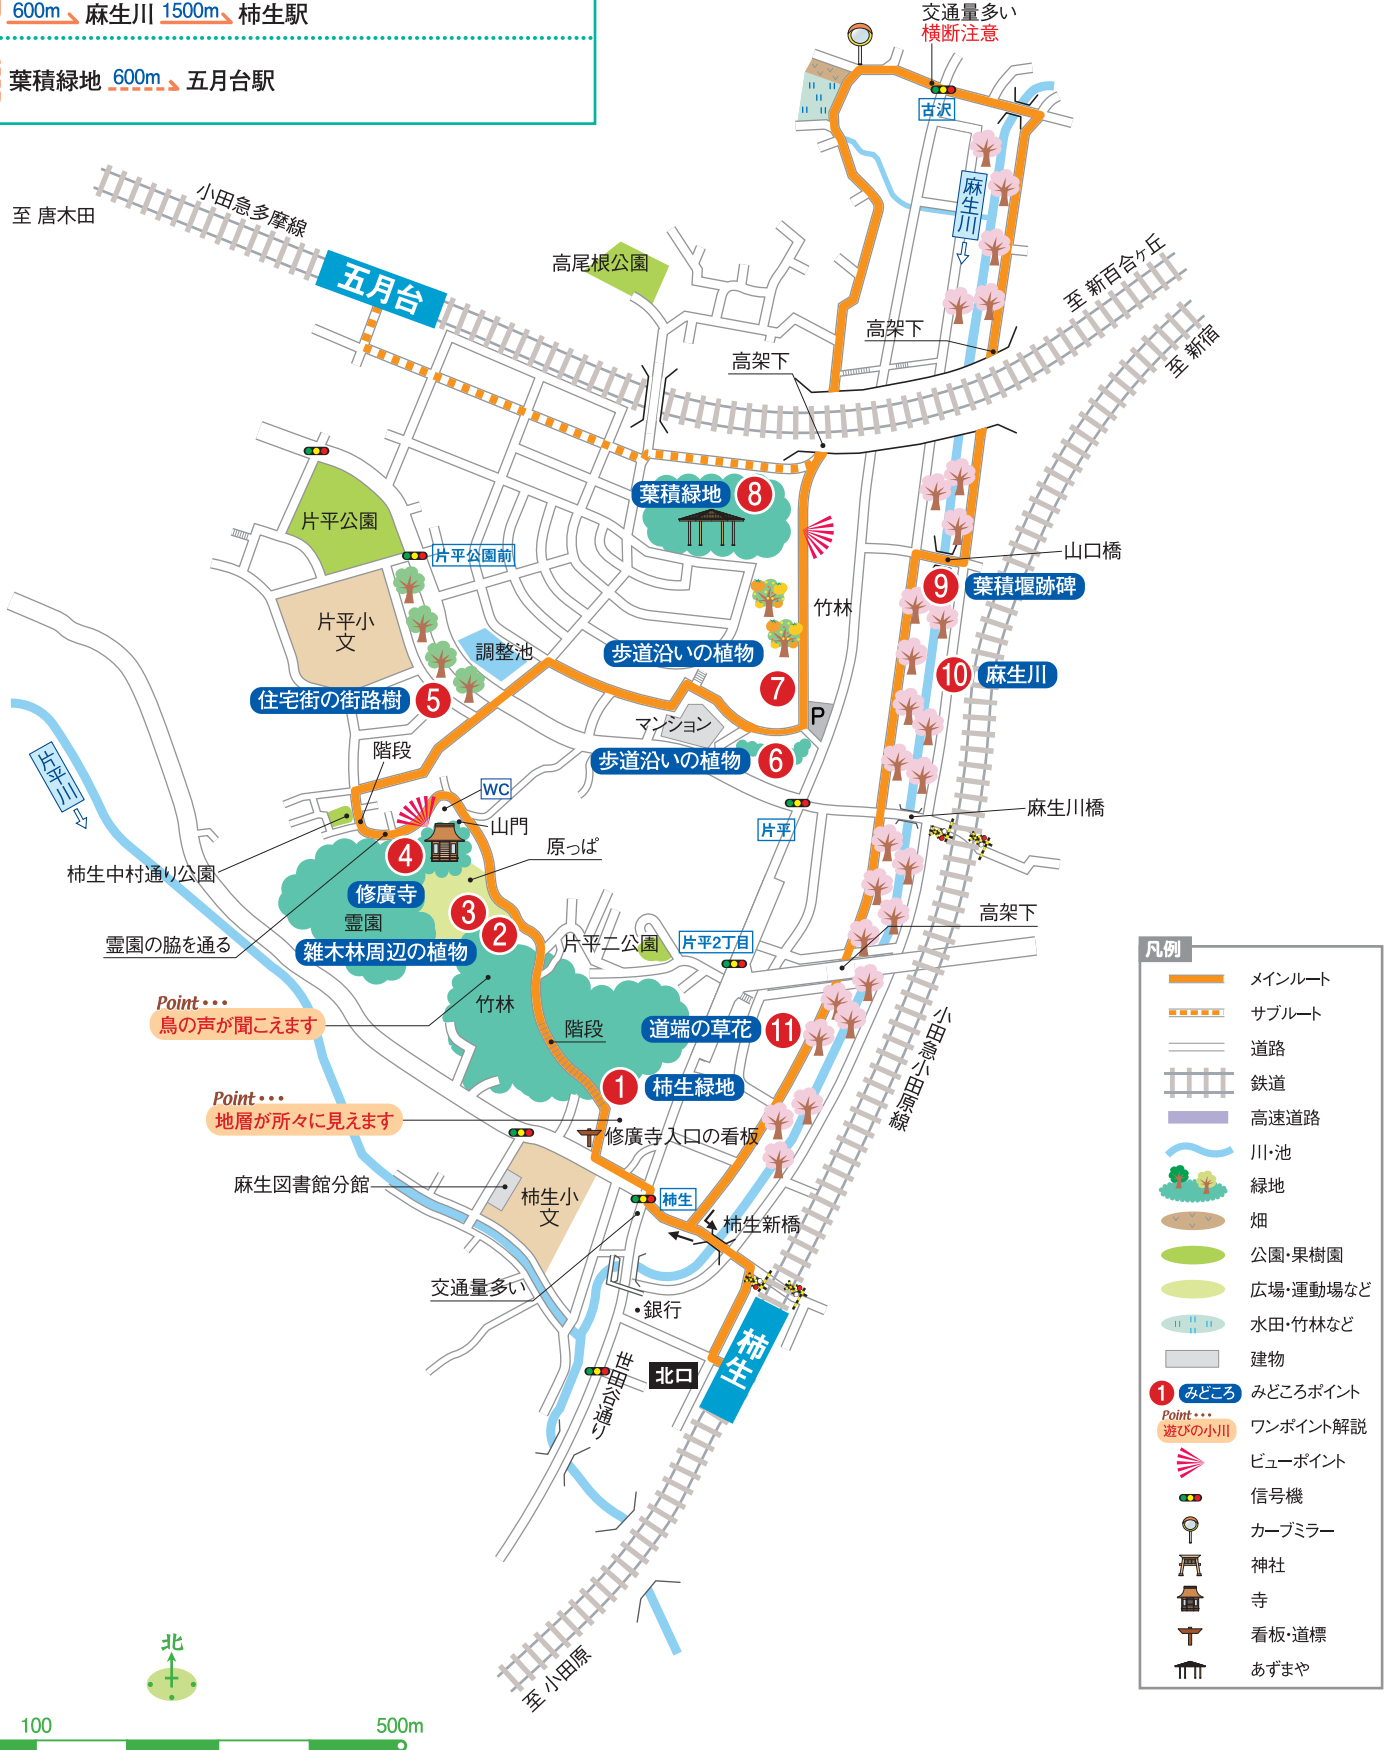 600m 麻生川 1500m 柿生駅
葉積緑地 600m 五月台駅
交通量多い
横断注意
古沢
麻生川
至 唐木田
小田急多摩線
五月台
高尾根公園
至 新百合ヶ丘
至 新宿
高架下
高架下
葉積緑地 8
片平公園
片平公園前
山口橋
9 葉積堰跡碑
竹林
片平小
文
調整池
歩道沿いの植物
7
10 麻生川
住宅街の街路樹 5
P
マンション
歩道沿いの植物 6
階段
片平川
WC
山門
片平
麻生川橋
原っぱ
4
柿生中村通り公園
修廣寺
3
2
霊園
霊園の脇を通る
雑木林周辺の植物
片平二公園
片平2丁目
高架下
Point・・・
鳥の声が聞こえます
竹林
階段
道端の草花 11
小田急小田原線
1 柿生緑地
Point・・・
地層が所々に見えます
修廣寺入口の看板
麻生図書館分館
柿生小
文
柿生
柿生新橋
交通量多い
銀行
世田谷通り
北口
柿生
至 小田原
北
100 500m
凡例
メインルート
サブルート
道路
鉄道
高速道路
川・池
緑地
畑
公園・果樹園
広場・運動場など
水田・竹林など
建物
1 みどころ みどころポイント
Point・・・
遊びの小川 ワンポイント解説
ビューポイント
信号機
カーブミラー
神社
寺
看板・道標
あずまや